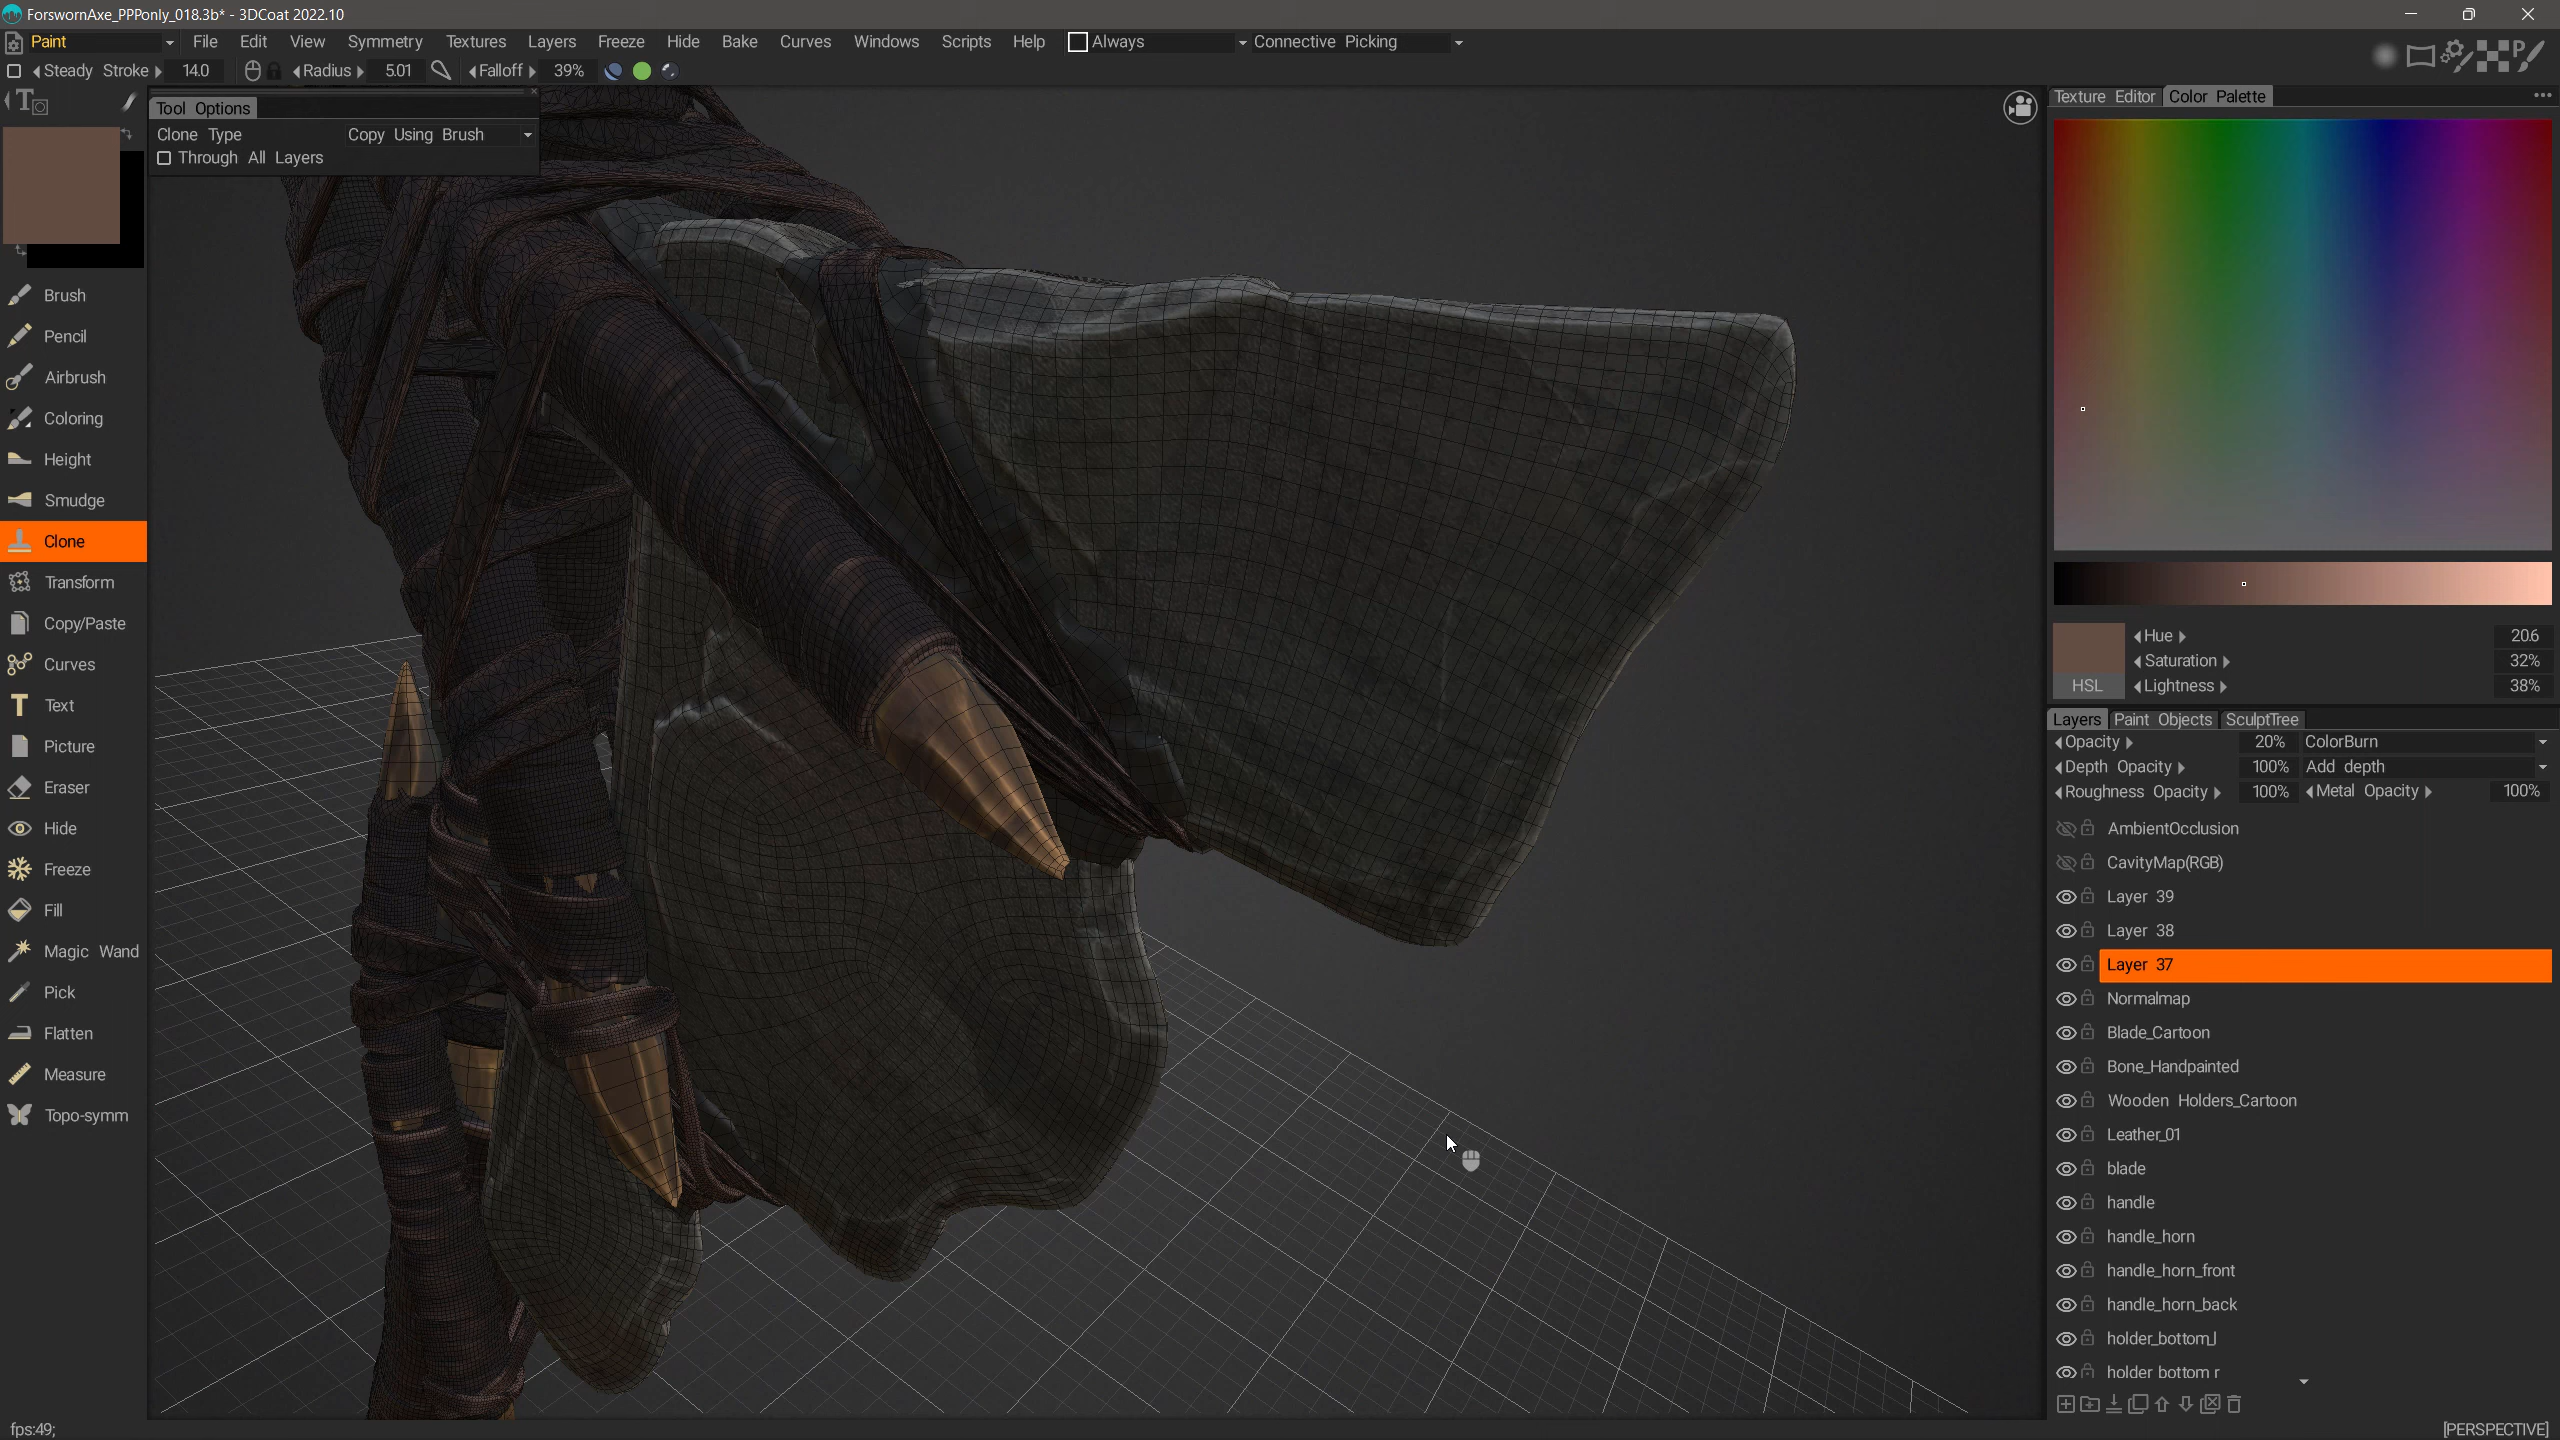 ForswornAxe_PPPonly_018.3b* - 3DCoat 2022.10
Paint File Edit View Symmetry Textures Layers Freeze Hide Bake Curves Windows Scripts Help Always Connective Picking
Steady Stroke 14.0 Radius 5.01 Falloff 39%
Tool Options
Clone Type Copy Using Brush
Through All Layers
Brush
Pencil
Airbrush
Coloring
Height
Smudge
Clone
Transform
Copy/Paste
Curves
Text
Picture
Eraser
Hide
Freeze
Fill
Magic Wand
Pick
Flatten
Measure
Topo-symm
Texture Editor Color Palette
Hue 20.6
Saturation 32%
HSL Lightness 38%
Layers Paint Objects SculptTree
Opacity 20% ColorBurn
Depth Opacity 100% Add depth
Roughness Opacity 100% Metal Opacity 100%
AmbientOcclusion
CavityMap(RGB)
Layer 39
Layer 38
Layer 37
Normalmap
Blade_Cartoon
Bone_Handpainted
Wooden Holders_Cartoon
Leather_01
blade
handle
handle_horn
handle_horn_front
handle_horn_back
holder_bottom_l
holder bottom r
fps:49;
[PERSPECTIVE]